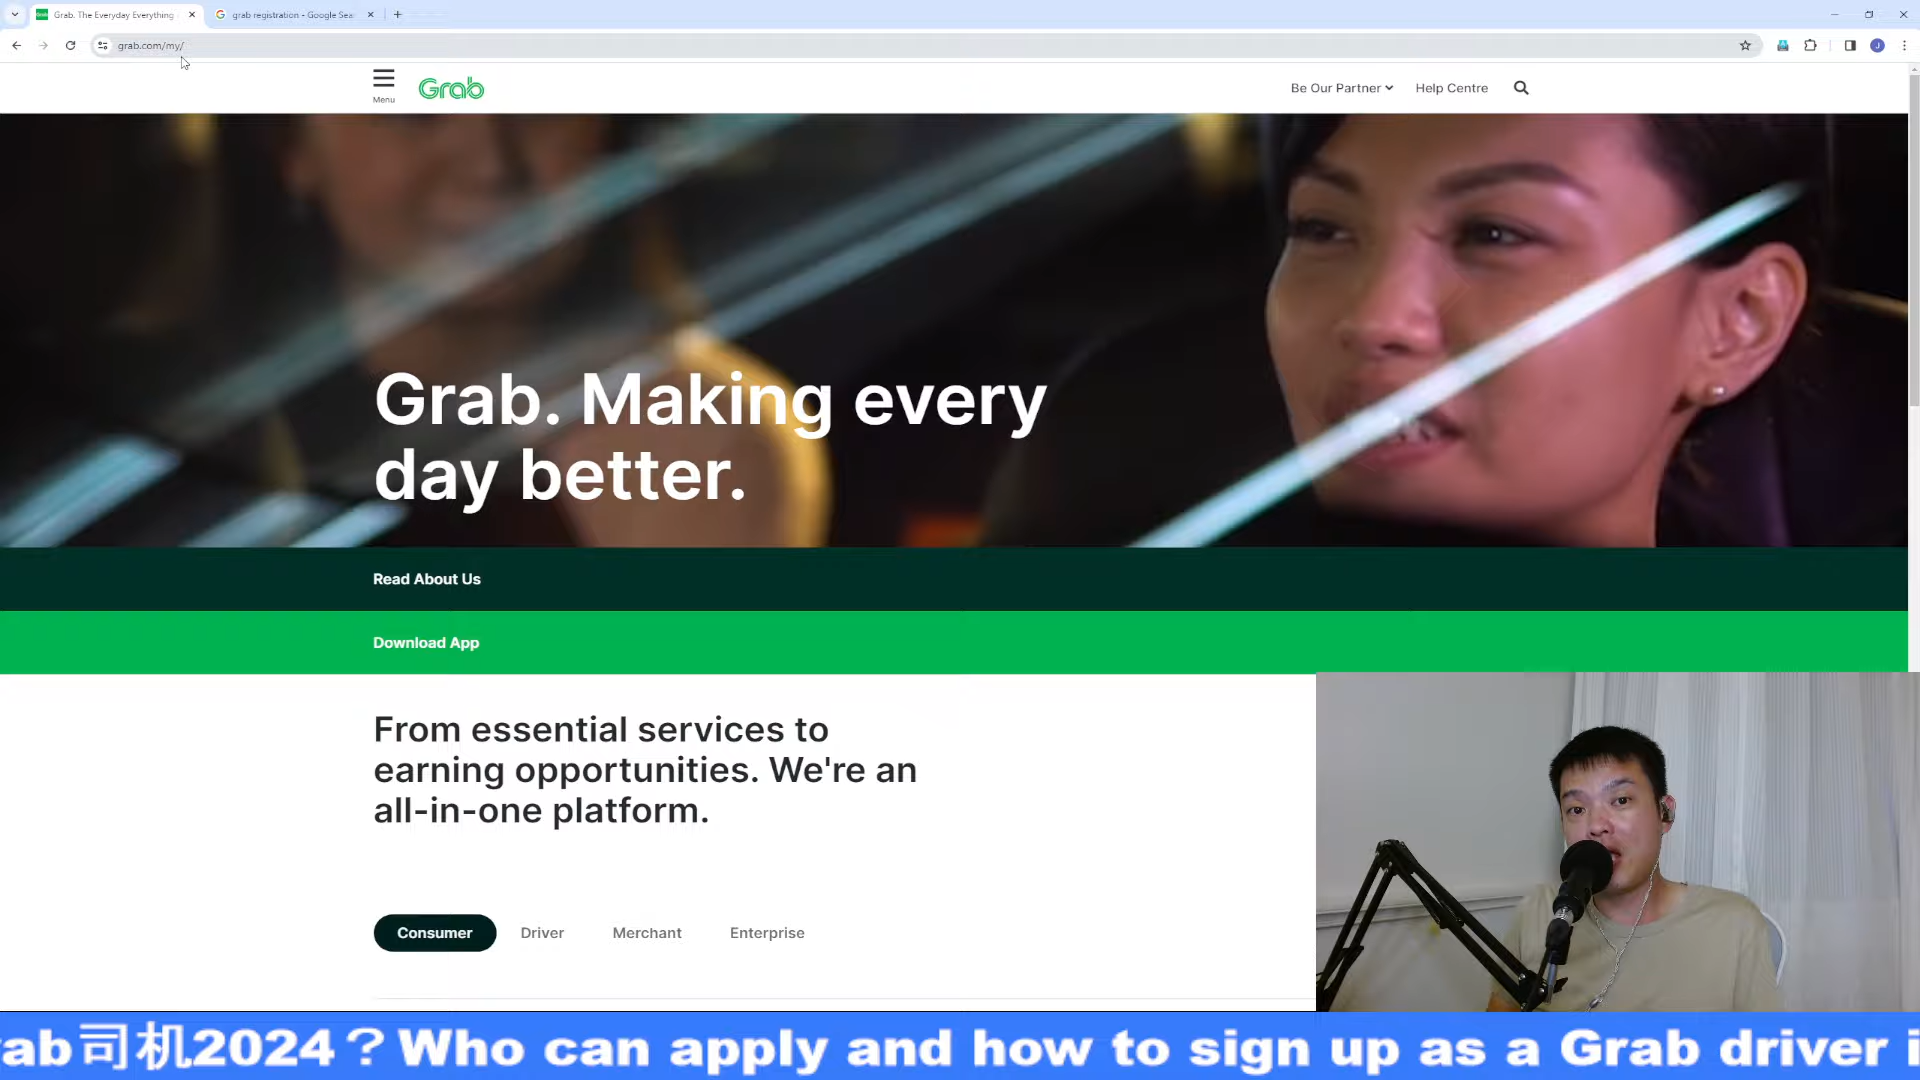 Grab. The Everyday Everything
grab registration - Google Sea
grab.com/my/
Menu
Grab
Be Our Partner
Help Centre
Grab. Making every
day better.
Read About Us
Download App
From essential services to
earning opportunities. We're an
all-in-one platform.
Consumer
Driver
Merchant
Enterprise
ab司机2024？Who can apply and how to sign up as a Grab driver i